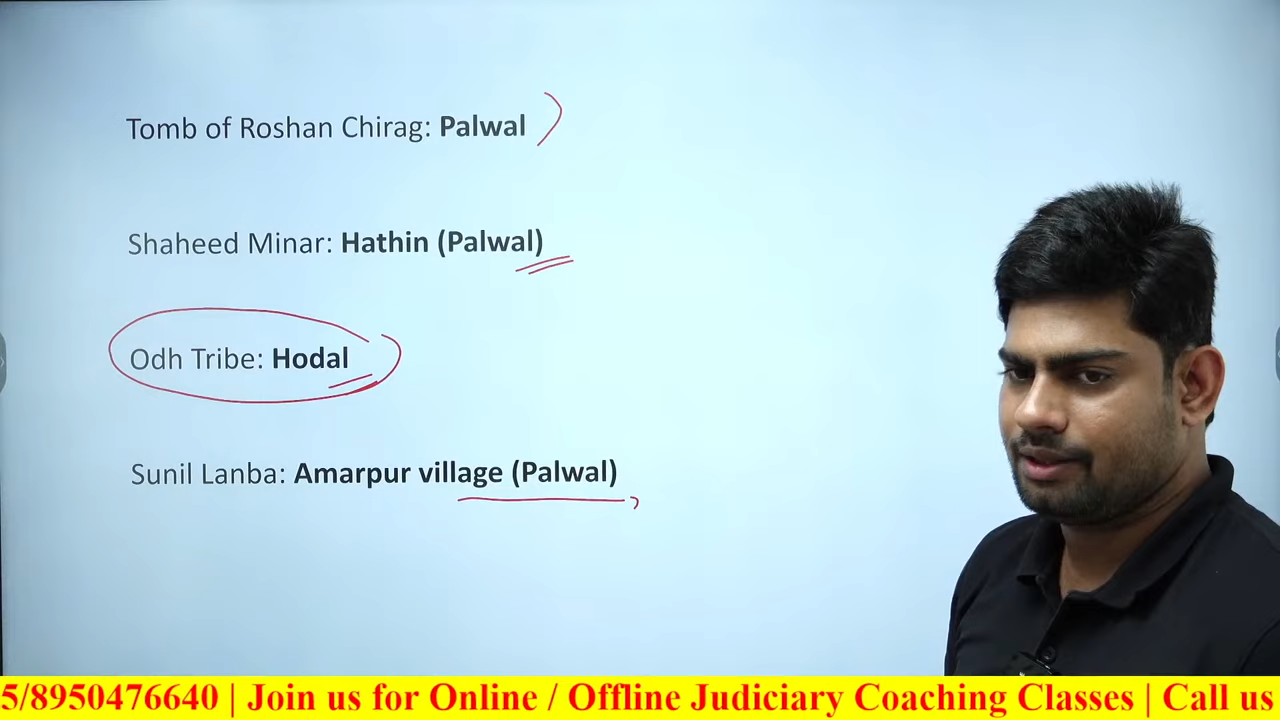 Tomb of Roshan Chirag: Palwal
Shaheed Minar: Hathin (Palwal)
Odh Tribe: Hodal
Sunil Lanba: Amarpur village (Palwal)
5/8950476640 | Join us for Online / Offline Judiciary Coaching Classes | Call us